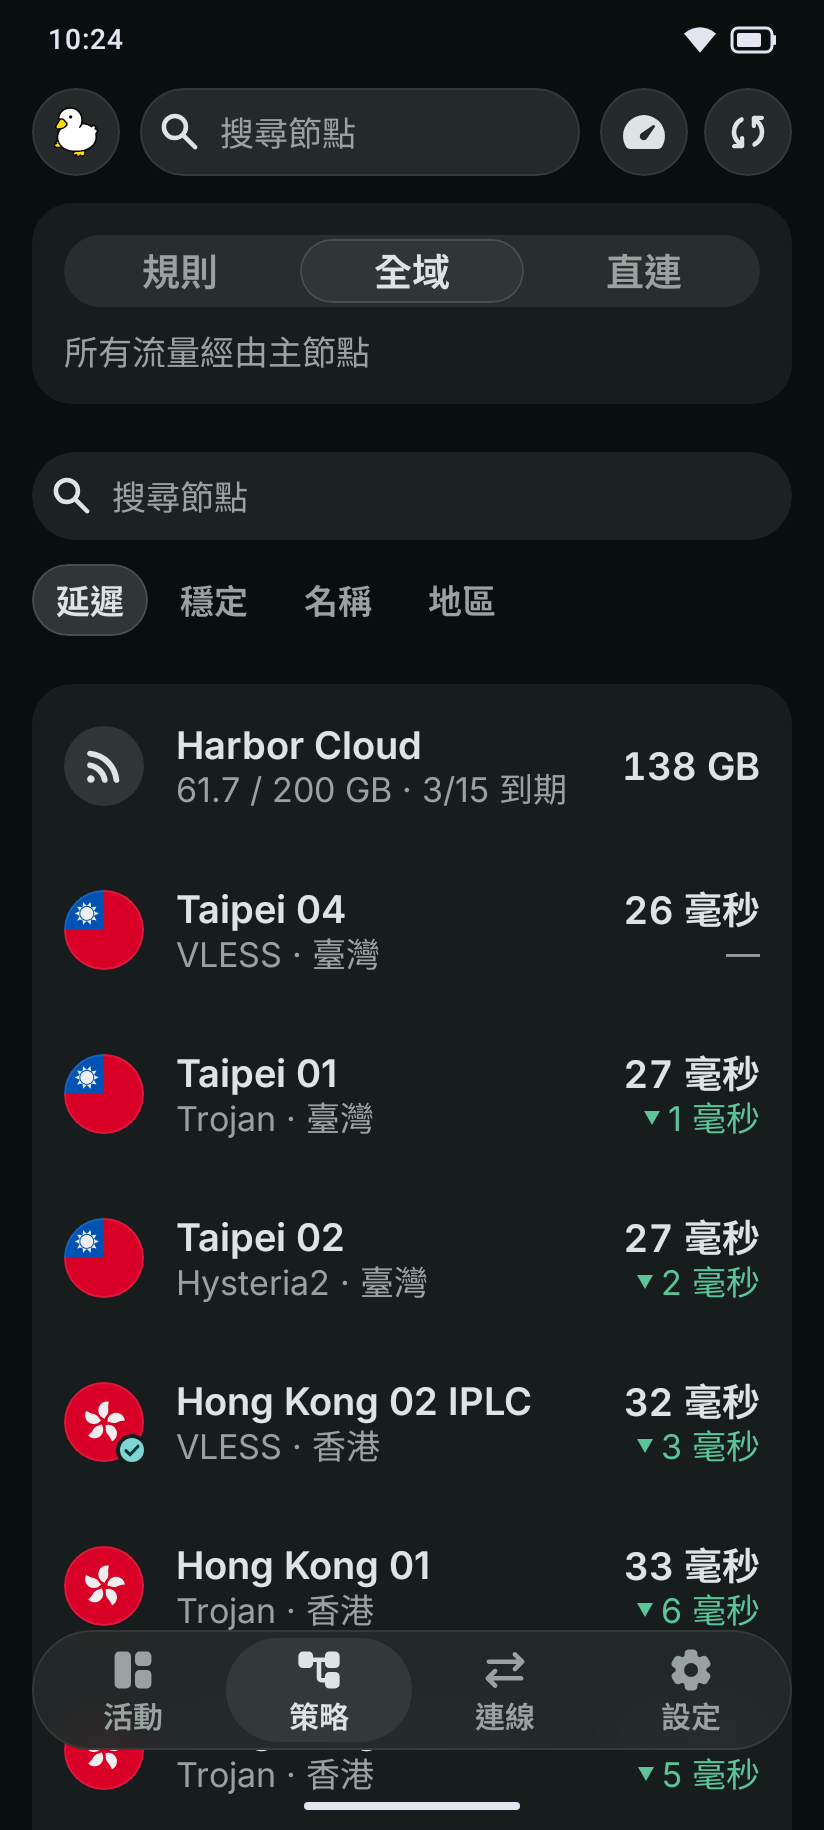 10:24
搜尋節點
規則 全域 直連
所有流量經由主節點
搜尋節點
延遲 穩定 名稱 地區
Harbor Cloud
138 GB
61.7 / 200 GB · 3/15 到期
Taipei 04
26 毫秒
VLESS · 臺灣
—
Taipei 01
27 毫秒
Trojan · 臺灣
▼1 毫秒
Taipei 02
27 毫秒
Hysteria2 · 臺灣
▼2 毫秒
Hong Kong 02 IPLC
32 毫秒
VLESS · 香港
▼3 毫秒
Hong Kong 01
33 毫秒
Trojan · 香港
▼6 毫秒
活動 策略 連線 設定
Trojan · 香港
▼5 毫秒